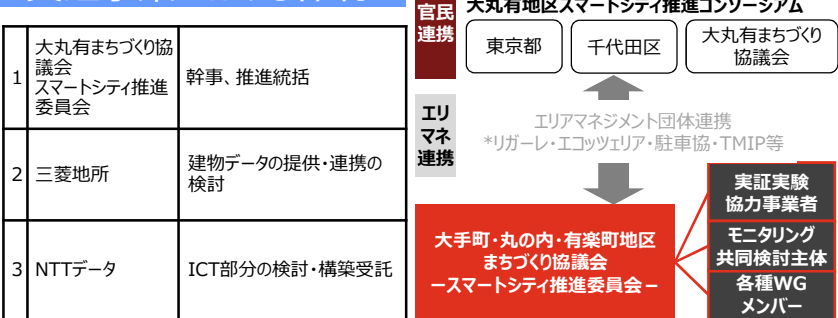 1
大丸有まちづくり協
議会
スマートシティ推進
委員会
幹事、推進統括
2
三菱地所
建物データの提供・連携の
検討
3
NTTデータ
ICT部分の検討・構築受託
官民
連携
大丸有地区スマートシティ推進コンソーシアム
東京都
千代田区
大丸有まちづくり
協議会
エリ
マネ
連携
エリアマネジメント団体連携
*リガーレ・エコッツェリア・駐車協・TMIP等
大手町・丸の内・有楽町地区
まちづくり協議会
－スマートシティ推進委員会－
実証実験
協力事業者
モニタリング
共同検討主体
各種WG
メンバー